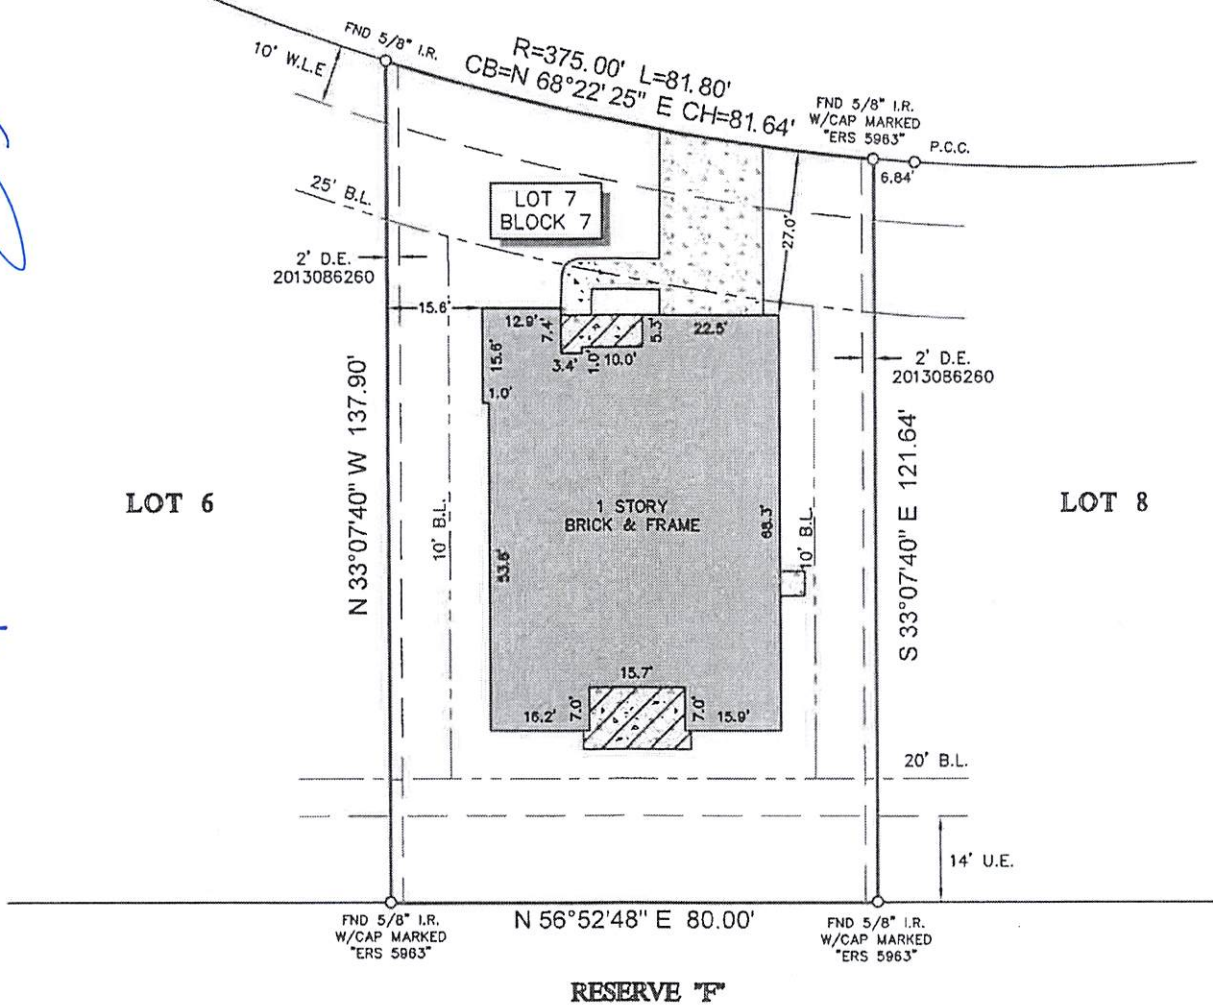 FND 5/8" I.R.
R=375.00' L=81.80'
CB=N 68°22'25" E CH=81.64'
10' W.L.E
FND 5/8" I.R.
W/CAP MARKED
"ERS 5963"
P.C.C.
6.84'
25' B.L.
LOT 7
BLOCK 7
27.0'
2' D.E.
2013086260
15.6'
12.9'
7.4'
5.3'
22.5'
3.4'
1.0'
10.0'
15.6'
1.0'
2' D.E.
2013086260
N 33°07'40" W 137.90'
S 33°07'40" E 121.64'
LOT 6
LOT 8
10' B.L.
1 STORY
BRICK & FRAME
68.3'
10' B.L.
53.8'
15.7'
16.2'
7.0'
7.0'
15.9'
20' B.L.
14' U.E.
FND 5/8" I.R.
W/CAP MARKED
"ERS 5963"
N 56°52'48" E 80.00'
FND 5/8" I.R.
W/CAP MARKED
"ERS 5963"
RESERVE "F"